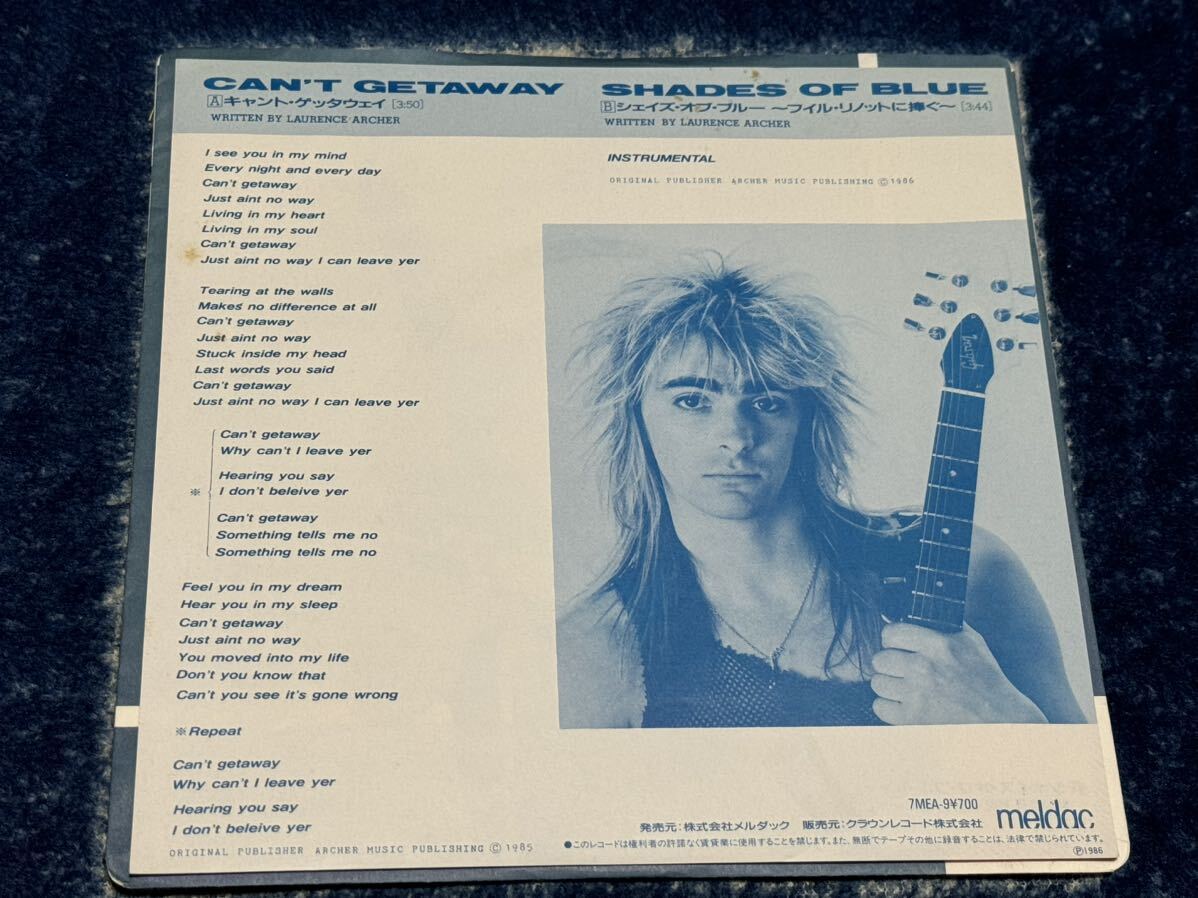 CAN'T GETAWAY
Aキャント・ゲッタウェイ [3:50]
WRITTEN BY LAURENCE ARCHER
SHADES OF BLUE
Bシェイズ・オブ・ブルー 〜フィル・リノットに捧ぐ〜 [3:44]
WRITTEN BY LAURENCE ARCHER
I see you in my mind
Every night and every day
Can't getaway
Just aint no way
Living in my heart
Living in my soul
Can't getaway
Just aint no way I can leave yer
Tearing at the walls
Makes no difference at all
Can't getaway
Just aint no way
Stuck inside my head
Last words you said
Can't getaway
Just aint no way I can leave yer
Can't getaway
Why can't I leave yer
Hearing you say
※ I don't beleive yer
Can't getaway
Something tells me no
Something tells me no
Feel you in my dream
Hear you in my sleep
Can't getaway
Just aint no way
You moved into my life
Don't you know that
Can't you see it's gone wrong
※Repeat
Can't getaway
Why can't I leave yer
Hearing you say
I don't beleive yer
ORIGINAL PUBLISHER ARCHER MUSIC PUBLISHING © 1985
INSTRUMENTAL
ORIGINAL PUBLISHER ARCHER MUSIC PUBLISHING © 1986
Gibson
7MEA-9¥700
発売元:株式会社メルダック 販売元:クラウンレコード株式会社
meldac
●このレコードは権利者の許諾なく賃貸業に使用することを禁じます。また、無断でテープその他に録音することは、法律で禁じられています。
Ⓟ1986